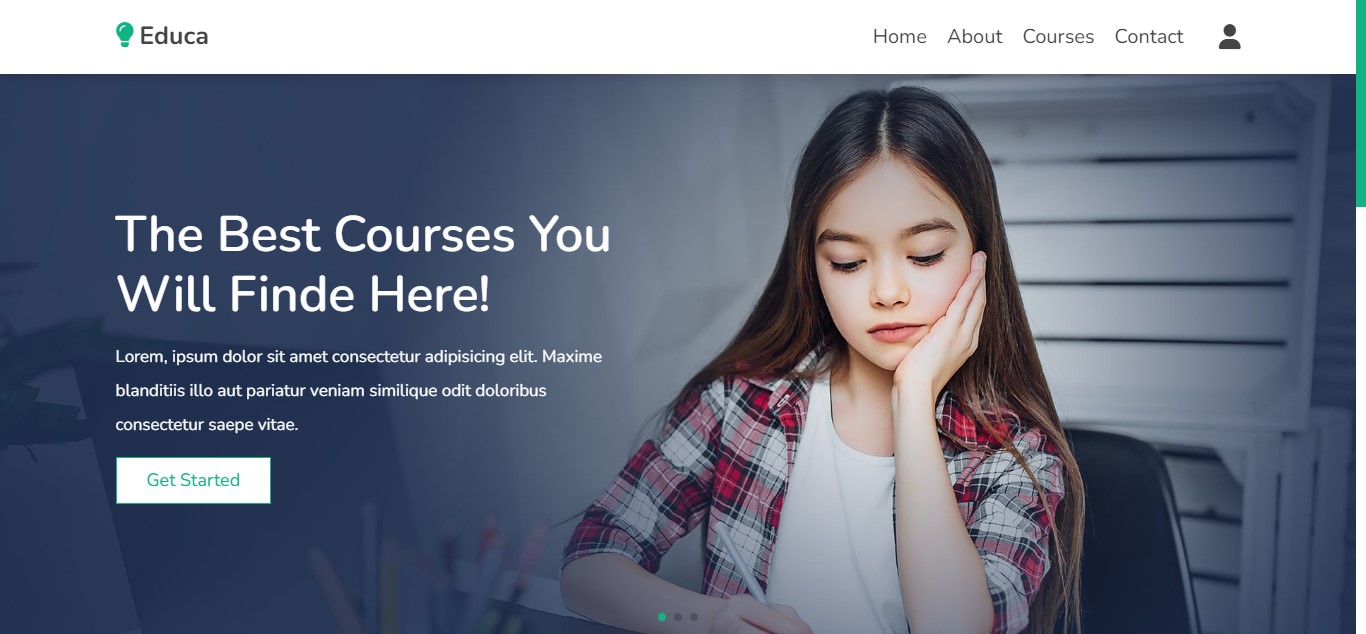 Educa
Home About Courses Contact
The Best Courses You
Will Finde Here!
Lorem, ipsum dolor sit amet consectetur adipisicing elit. Maxime
blanditiis illo aut pariatur veniam similique odit doloribus
consectetur saepe vitae.
Get Started